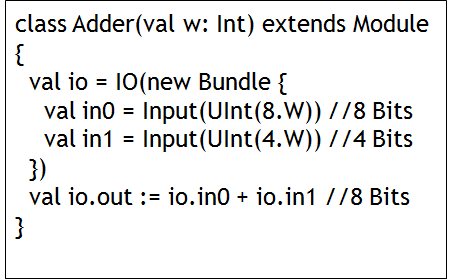 class Adder(val w: Int) extends Module
{
val io = IO(new Bundle {
val in0 = Input(UInt(8.W)) //8 Bits
val in1 = Input(UInt(4.W)) //4 Bits
})
val io.out := io.in0 + io.in1 //8 Bits
}